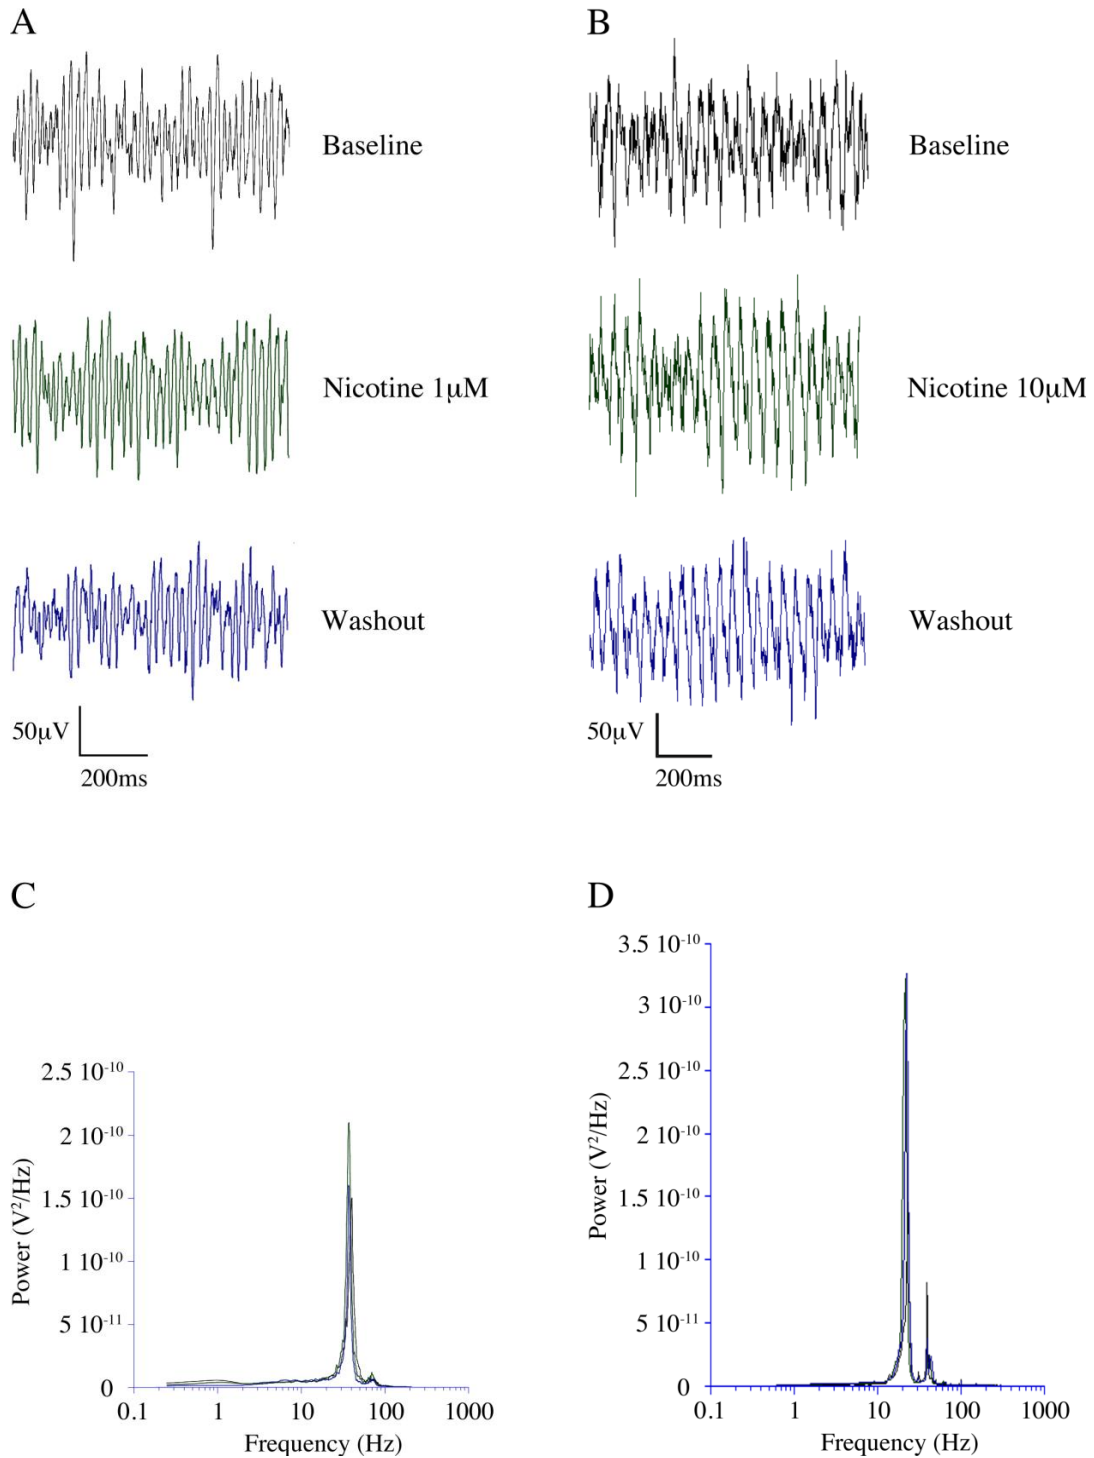 A
Baseline
Nicotine 1µM
Washout
50µV
200ms
B
Baseline
Nicotine 10µM
Washout
50µV
200ms
C
Power (V²/Hz)
2.5 10⁻¹⁰
2 10⁻¹⁰
1.5 10⁻¹⁰
1 10⁻¹⁰
5 10⁻¹¹
0
0.1 1 10 100 1000
Frequency (Hz)
D
Power (V²/Hz)
3.5 10⁻¹⁰
3 10⁻¹⁰
2.5 10⁻¹⁰
2 10⁻¹⁰
1.5 10⁻¹⁰
1 10⁻¹⁰
5 10⁻¹¹
0
0.1 1 10 100 1000
Frequency (Hz)